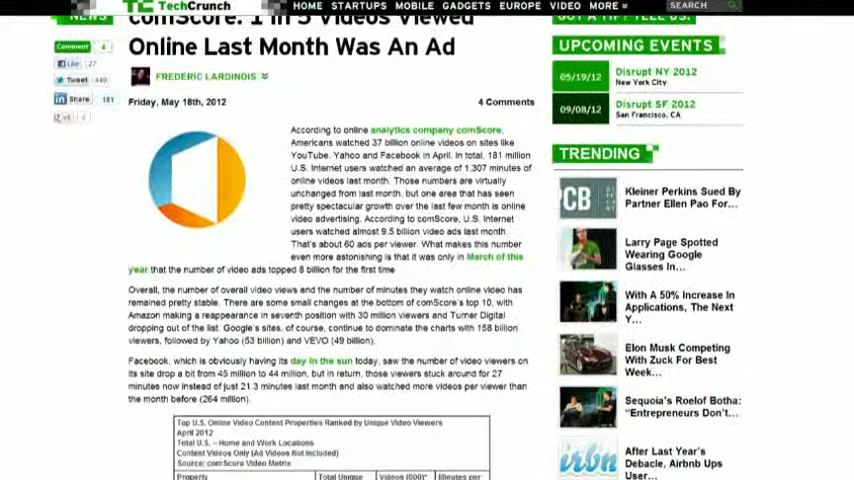 TC TechCrunch
HOME STARTUPS MOBILE GADGETS EUROPE VIDEO MORE
SEARCH
NEWS
comScore: 1 In 5 Videos Viewed
Online Last Month Was An Ad
FREDERIC LARDINOIS
Friday, May 18th, 2012
4 Comments
Comment 4
Like 27
Tweet 449
Share 181
According to online analytics company comScore,
Americans watched 37 billion online videos on sites like
YouTube, Yahoo and Facebook in April. In total, 181 million
U.S. Internet users watched an average of 1,307 minutes of
online videos last month. Those numbers are virtually
unchanged from last month, but one area that has seen
pretty spectacular growth over the last few month is online
video advertising. According to comScore, U.S. Internet
users watched almost 9.5 billion video ads last month.
That's about 60 ads per viewer. What makes this number
even more astonishing is that it was only in March of this
year that the number of video ads topped 8 billion for the first time
Overall, the number of overall video views and the number of minutes they watch online video has
remained pretty stable. There are some small changes at the bottom of comScore's top 10, with
Amazon making a reappearance in seventh position with 30 million viewers and Turner Digital
dropping out of the list. Google's sites, of course, continue to dominate the charts with 158 billion
viewers, followed by Yahoo (53 billion) and VEVO (49 billion).
Facebook, which is obviously having its day in the sun today, saw the number of video viewers on
its site drop a bit from 45 million to 44 million, but in return, those viewers stuck around for 27
minutes now instead of just 21.3 minutes last month and also watched more videos per viewer than
the month before (264 million).
Top U.S. Online Video Content Properties Ranked by Unique Video Viewers
April 2012
Total U.S. – Home and Work Locations
Content Videos Only (Ad Videos Not Included)
Source: comScore Video Metrix
Property Total Unique Videos (000)* Minutes per
GOT A TIP? TELL US.
UPCOMING EVENTS
05/19/12 Disrupt NY 2012
New York City
09/08/12 Disrupt SF 2012
San Francisco, CA
TRENDING
Kleiner Perkins Sued By
Partner Ellen Pao For...
Larry Page Spotted
Wearing Google
Glasses In...
With A 50% Increase In
Applications, The Next
Y...
Elon Musk Competing
With Zuck For Best
Week...
Sequoia's Roelof Botha:
“Entrepreneurs Don't...
After Last Year's
Debacle, Airbnb Ups
User...